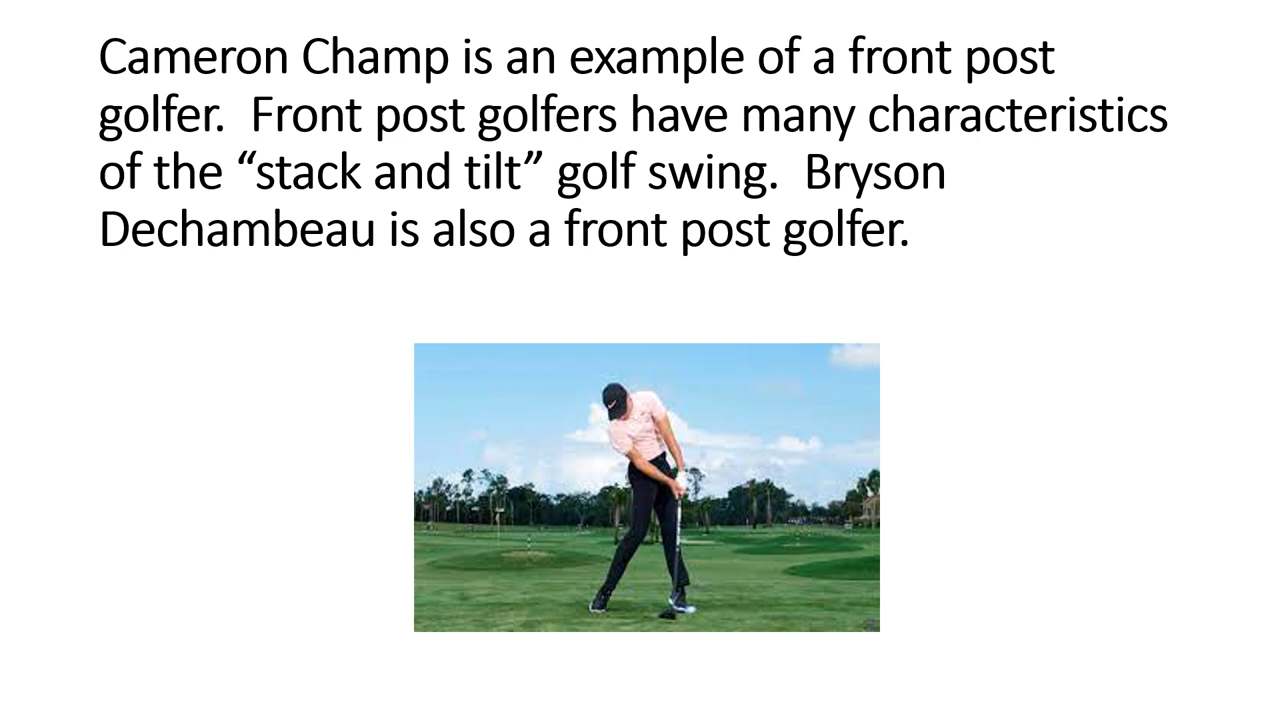 Cameron Champ is an example of a front post
golfer.  Front post golfers have many characteristics
of the “stack and tilt” golf swing.  Bryson
Dechambeau is also a front post golfer.